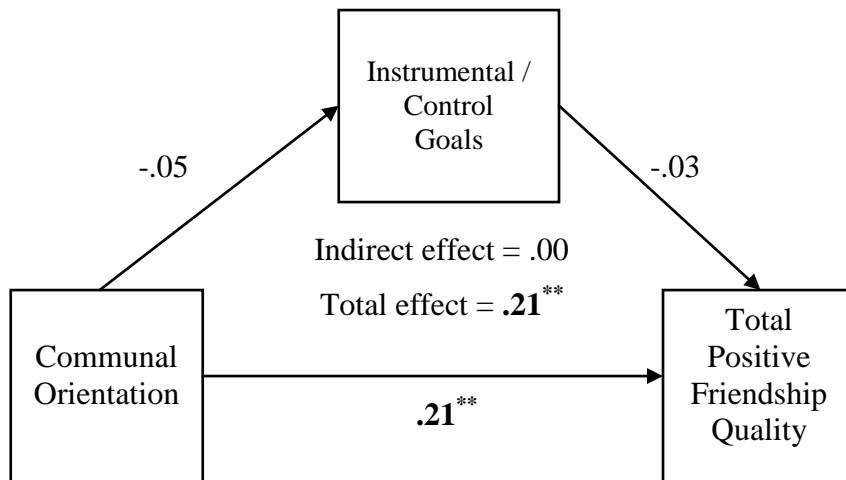 Instrumental /
Control
Goals
-.05
-.03
Indirect effect = .00
Total effect = .21**
Communal
Orientation
.21**
Total
Positive
Friendship
Quality